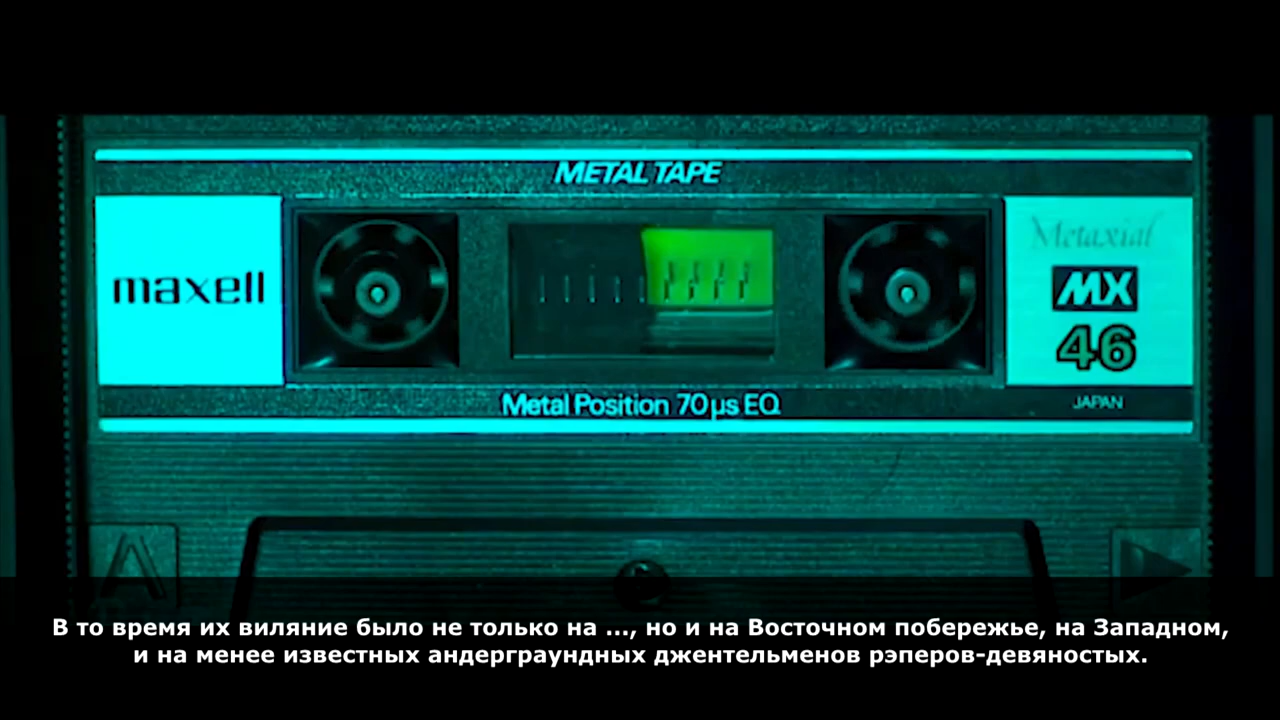 METAL TAPE
maxell
Metaxial
MX
46
Metal Position 70µs EQ
JAPAN
A
В то время их виляние было не только на ..., но и на Восточном побережье, на Западном,
и на менее известных андерграундных джентельменов рэперов-девяностых.